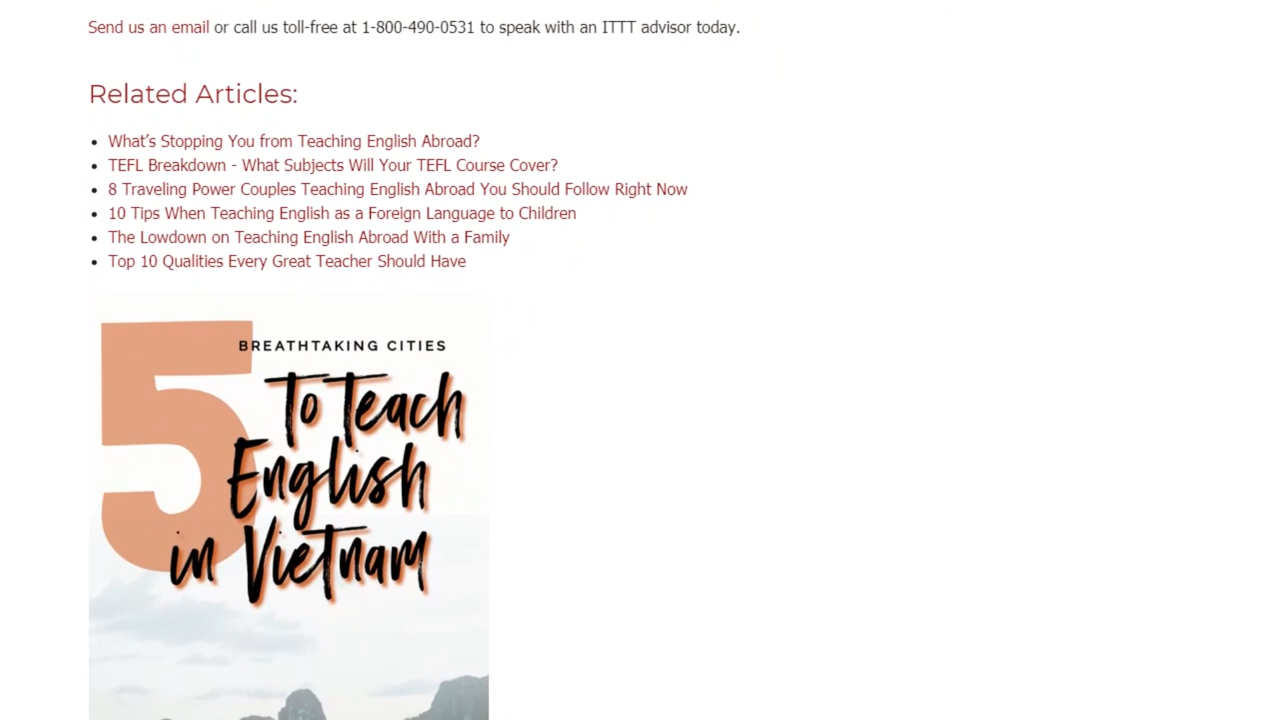 Send us an email or call us toll-free at 1-800-490-0531 to speak with an ITTT advisor today.
Related Articles:
What’s Stopping You from Teaching English Abroad?
TEFL Breakdown - What Subjects Will Your TEFL Course Cover?
8 Traveling Power Couples Teaching English Abroad You Should Follow Right Now
10 Tips When Teaching English as a Foreign Language to Children
The Lowdown on Teaching English Abroad With a Family
Top 10 Qualities Every Great Teacher Should Have
5
BREATHTAKING CITIES
To Teach
English
in Vietnam